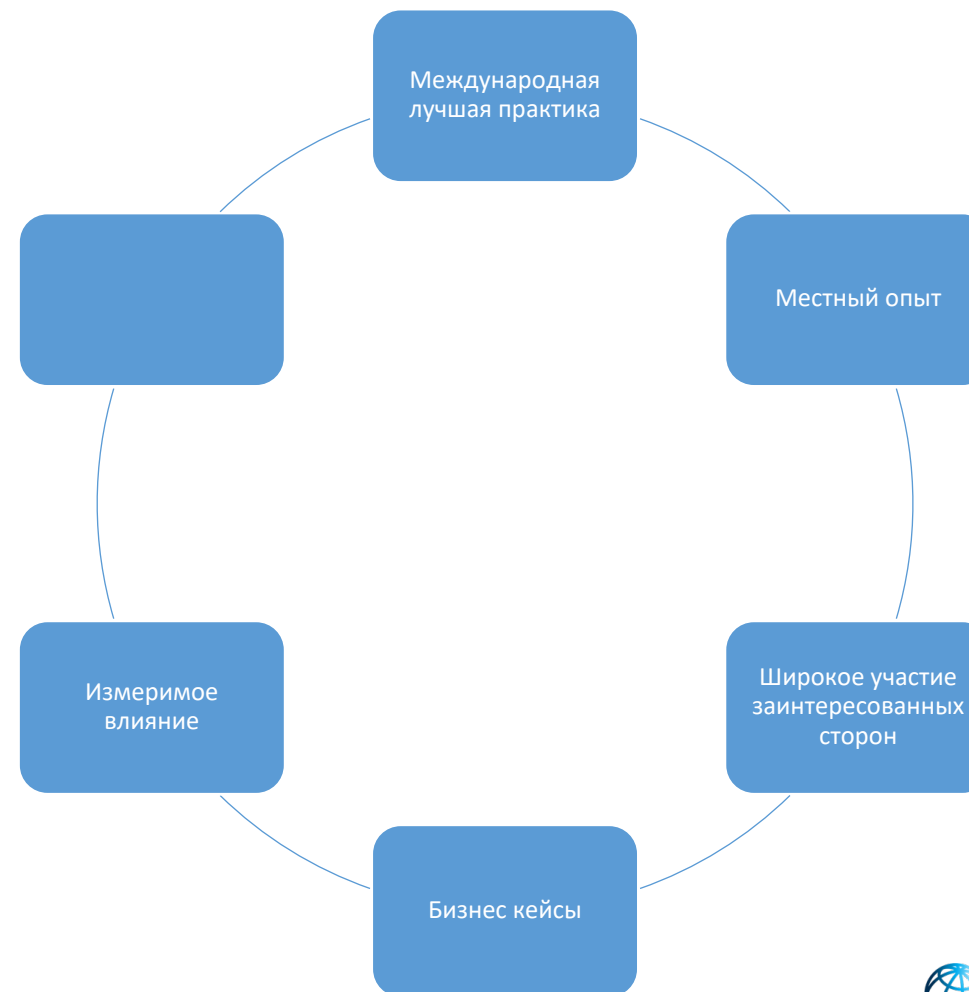 Международная
лучшая практика
Местный опыт
Широкое участие
заинтересованных
сторон
Бизнес кейсы
Измеримое
влияние